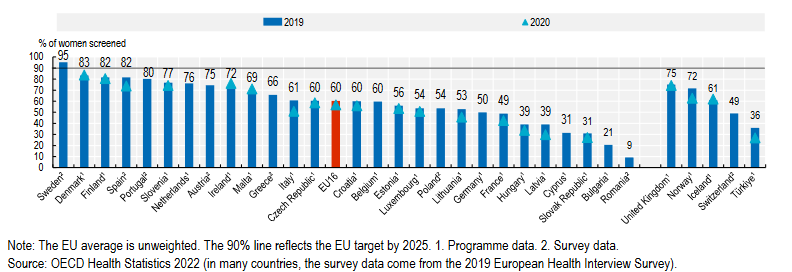 2019 2020
% of women screened
100
90
80
70
60
50
40
30
20
10
0
95 83 82 82 80 77 76 75 72 69 66 61 60 60 60 60 56 54 54 53 50 49 39 39 31 31 21 9 75 72 61 49 36
Sweden² Denmark¹ Finland¹ Spain² Portugal² Slovenia¹ Netherlands¹ Austria² Ireland¹ Malta¹ Greece² Italy¹ Czech Republic¹ EU16 Croatia² Belgium¹ Estonia¹ Luxembourg¹ Poland² Lithuania¹ Germany¹ France¹ Hungary¹ Latvia¹ Cyprus² Slovak Republic¹ Bulgaria² Romania² United Kingdom¹ Norway¹ Iceland¹ Switzerland² Türkiye¹
Note: The EU average is unweighted. The 90% line reflects the EU target by 2025. 1. Programme data. 2. Survey data.
Source: OECD Health Statistics 2022 (in many countries, the survey data come from the 2019 European Health Interview Survey).